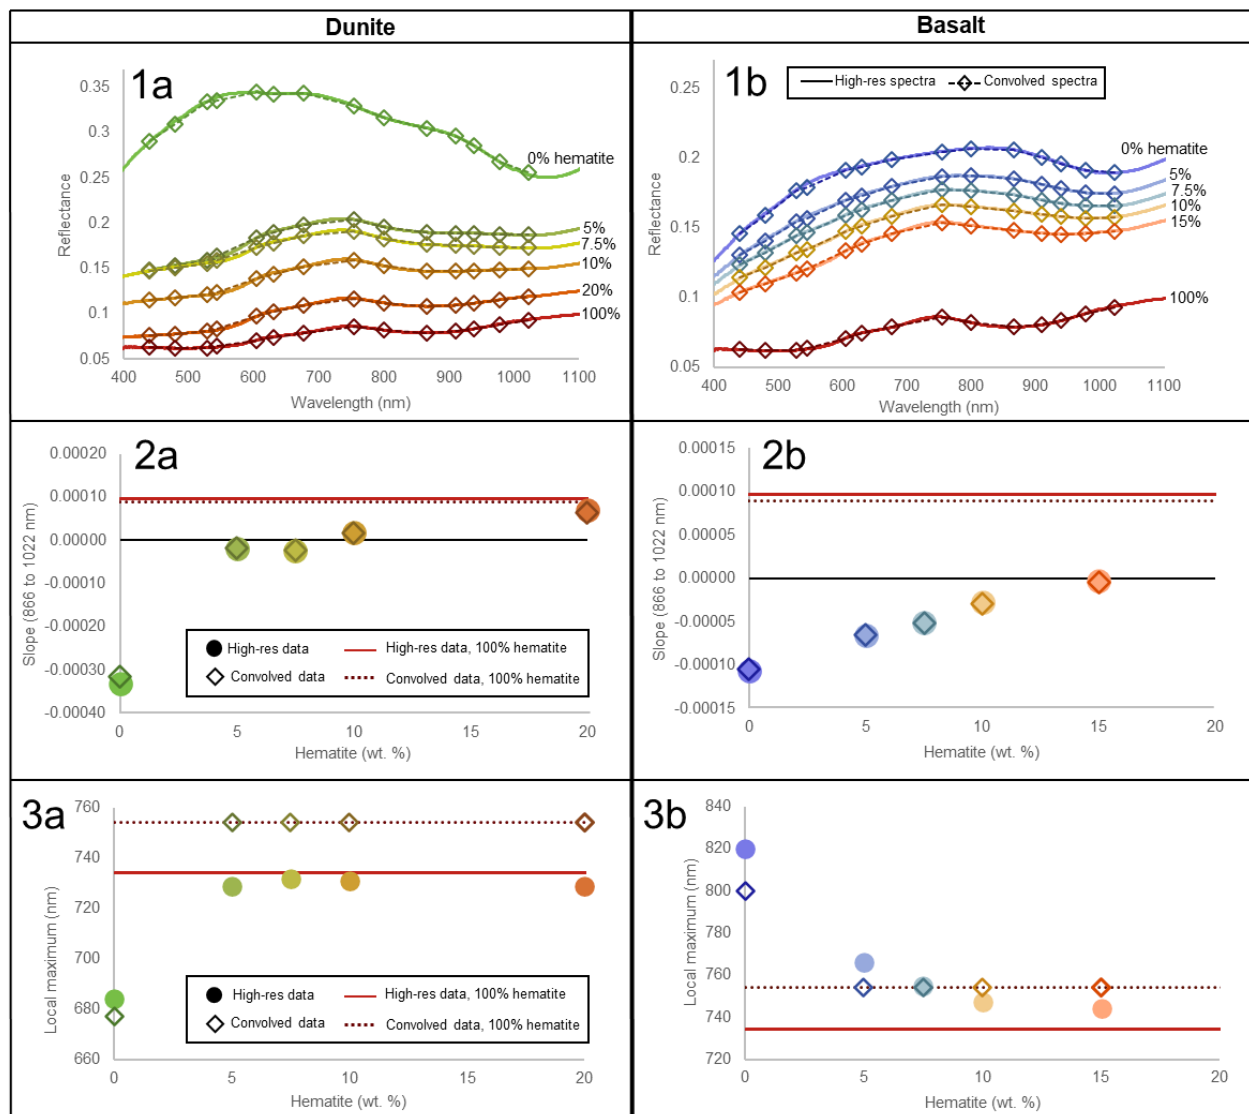 Dunite
Basalt
1a
0.35
0.3
0.25
0.2
0.15
0.1
0.05
Reflectance
0% hematite
5%
7.5%
10%
20%
100%
400 500 600 700 800 900 1000 1100
Wavelength (nm)
1b
High-res spectra
Convolved spectra
0.25
0.2
0.15
0.1
0.05
Reflectance
0% hematite
5%
7.5%
10%
15%
100%
400 500 600 700 800 900 1000 1100
Wavelength (nm)
2a
0.00020
0.00010
0.00000
-0.00010
-0.00020
-0.00030
-0.00040
Slope (866 to 1022 nm)
High-res data
High-res data, 100% hematite
Convolved data
Convolved data, 100% hematite
0 5 10 15 20
Hematite (wt. %)
2b
0.00015
0.00010
0.00005
0.00000
-0.00005
-0.00010
-0.00015
Slope (866 to 1022 nm)
0 5 10 15 20
Hematite (wt. %)
3a
760
740
720
700
680
660
Local maximum (nm)
High-res data
High-res data, 100% hematite
Convolved data
Convolved data, 100% hematite
0 5 10 15 20
Hematite (wt. %)
3b
840
820
800
780
760
740
720
Local maximum (nm)
0 5 10 15 20
Hematite (wt. %)